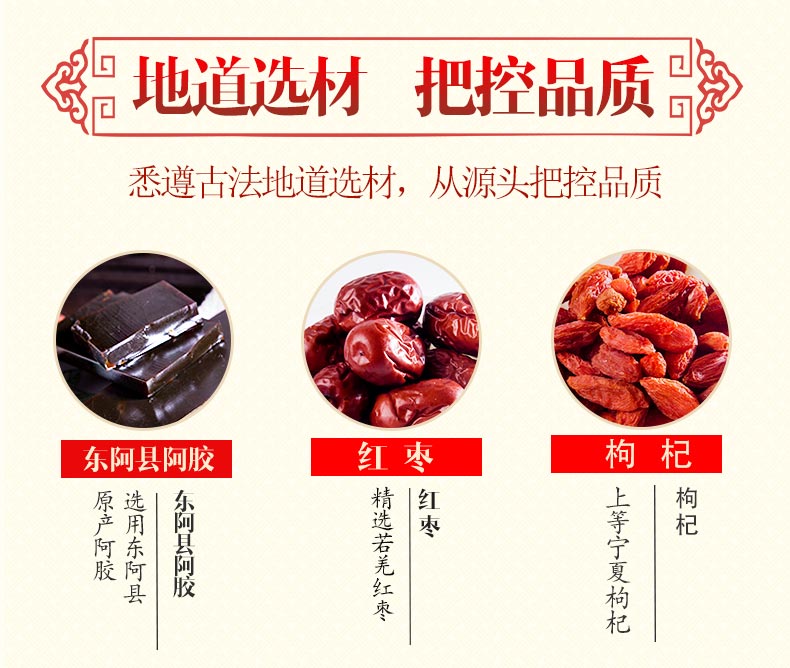 地道选材 把控品质
悉遵古法地道选材，从源头把控品质
东阿县阿胶
红枣
枸杞
东阿县阿胶
选用东阿县
原产阿胶
红枣
精选若羌红枣
枸杞
上等宁夏枸杞